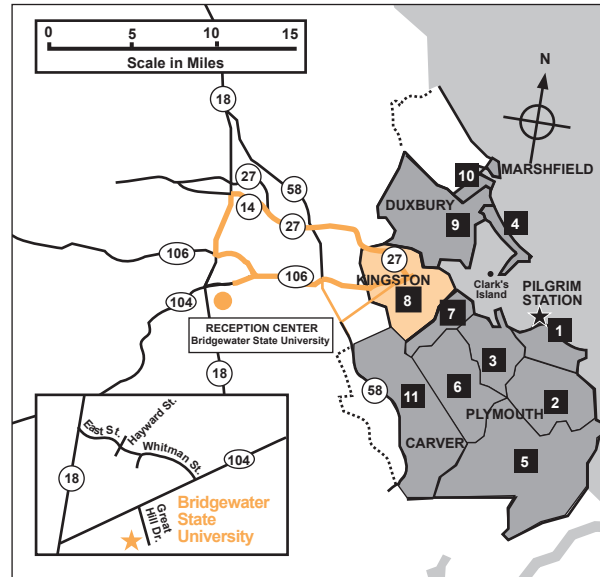 0 5 10 15
Scale in Miles
N
18
10
MARSHFIELD
27
58
14
DUXBURY
9
4
27
106
27
KINGSTON
106
8
Clark's
Island
PILGRIM
STATION
104
7
1
RECEPTION CENTER
Bridgewater State University
3
18
58
11
6
2
PLYMOUTH
CARVER
5
East St.
Hayward St.
Whitman St.
104
18
Great
Hill Dr.
Bridgewater
State
University